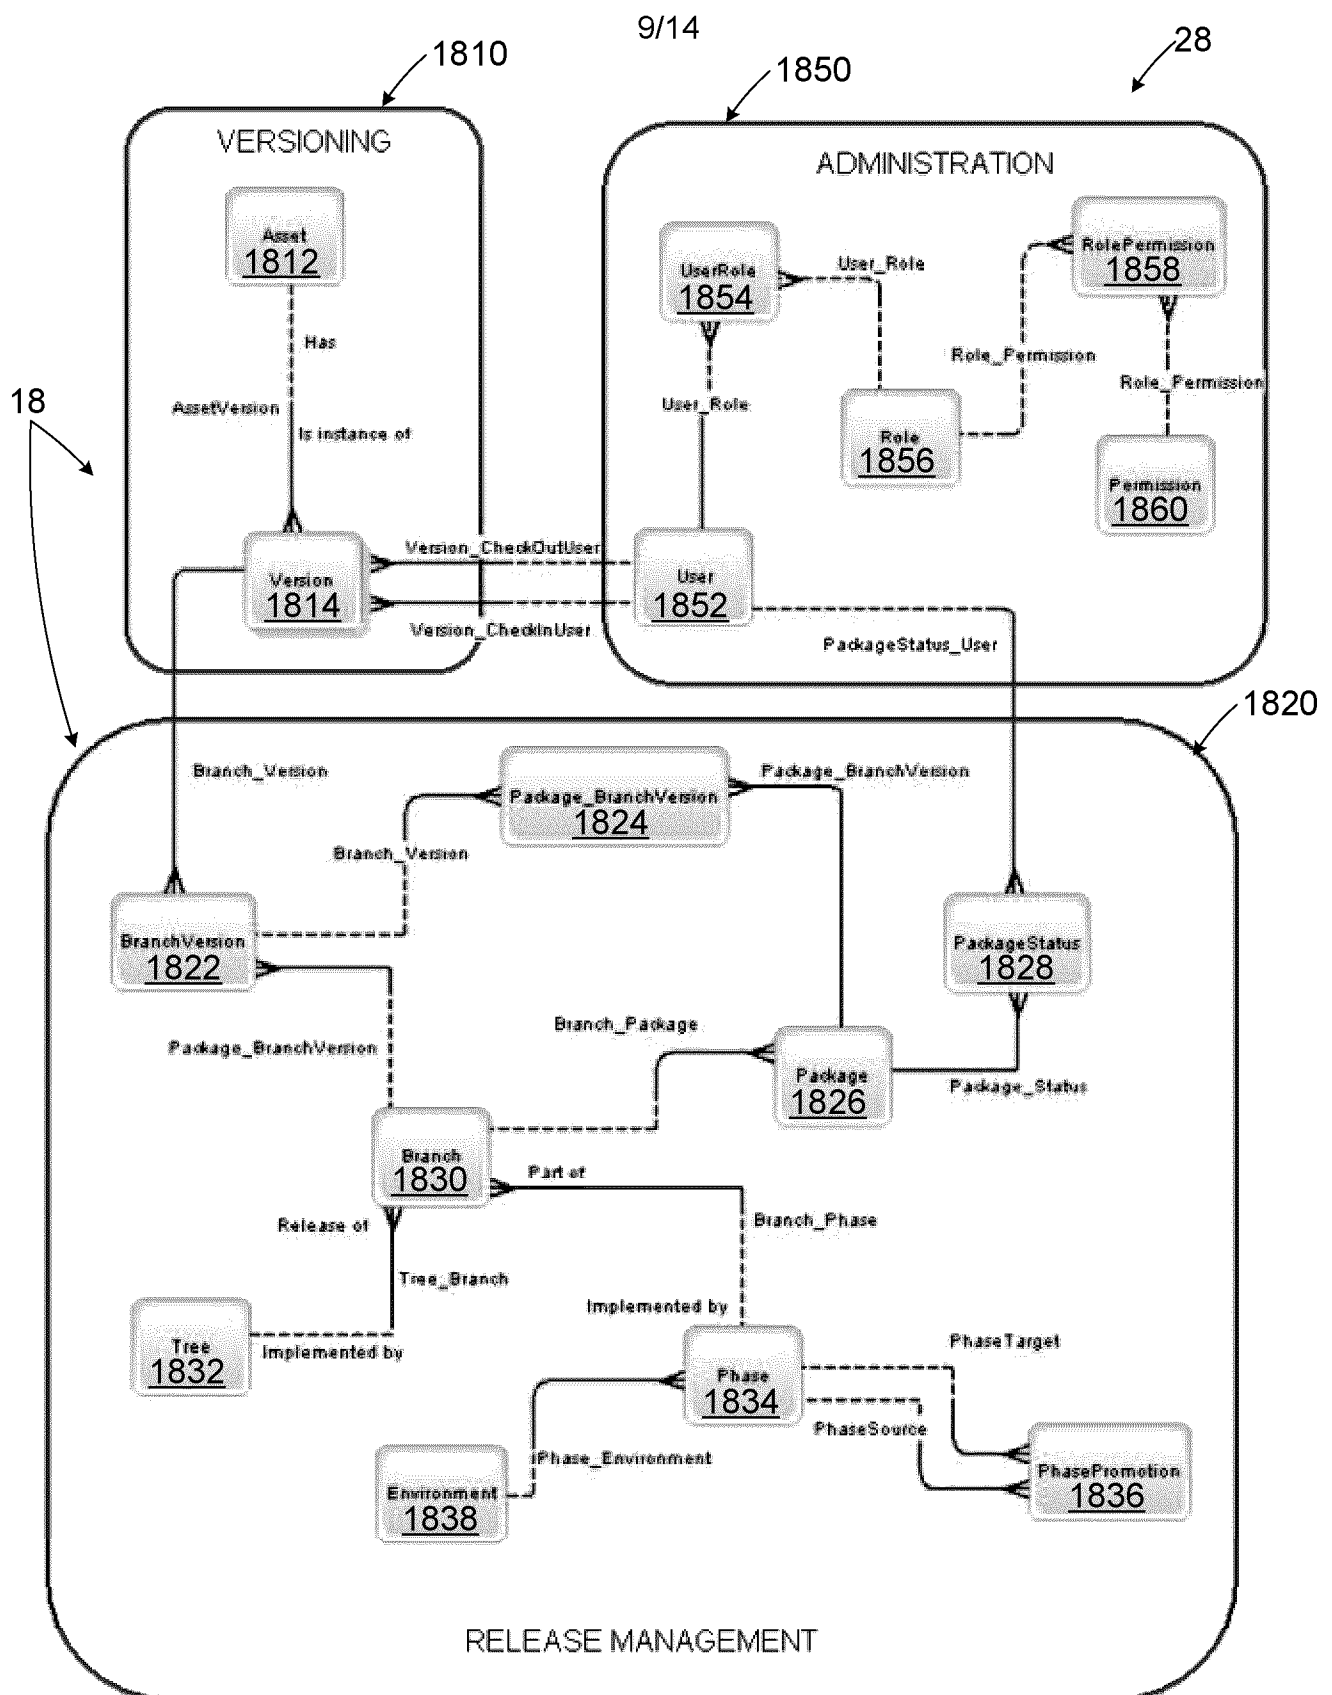 9/14
1810
1850
28
VERSIONING
ADMINISTRATION
Asset
1812
UserRole
1854
User_Role
RolePermission
1858
Has
Role_Permission
Role_Permission
18
AssetVersion
User_Role
Is instance of
Role
1856
Permission
1860
Version_CheckOutUser
Version
1814
User
1852
Version_CheckInUser
PackageStatus_User
1820
Branch_Version
Package_BranchVersion
Package_BranchVersion
1824
Branch_Version
BranchVersion
1822
PackageStatus
1828
Branch_Package
Package_BranchVersion
Package
1826
Package_Status
Branch
1830
Part of
Release of
Branch_Phase
Tree_Branch
Implemented by
Tree
1832
Implemented by
PhaseTarget
Phase
1834
PhaseSource
Phase_Environment
PhasePromotion
1836
Environment
1838
RELEASE MANAGEMENT